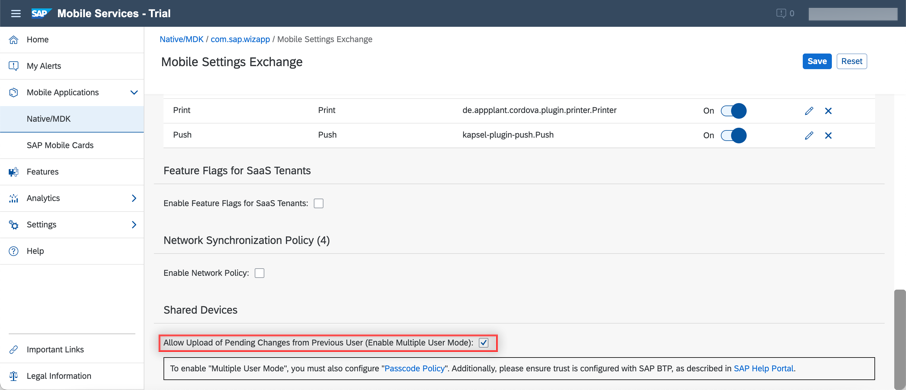 SAP Mobile Services - Trial
0
Home
My Alerts
Mobile Applications
Native/MDK
SAP Mobile Cards
Features
Analytics
Settings
Help
Important Links
Legal Information
Native/MDK / com.sap.wizapp / Mobile Settings Exchange
Mobile Settings Exchange
Save Reset
Print Print de.appplant.cordova.plugin.printer.Printer On
Push Push kapsel-plugin-push.Push On
Feature Flags for SaaS Tenants
Enable Feature Flags for SaaS Tenants:
Network Synchronization Policy (4)
Enable Network Policy:
Shared Devices
Allow Upload of Pending Changes from Previous User (Enable Multiple User Mode):
To enable "Multiple User Mode", you must also configure "Passcode Policy". Additionally, please ensure trust is configured with SAP BTP, as described in SAP Help Portal.